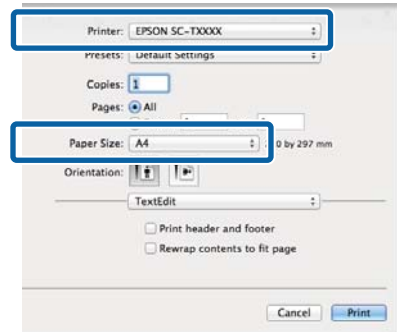 Printer: EPSON SC-TXXXX
Presets: Default Settings
Copies: 1
Pages: All
Paper Size: A4 0 by 297 mm
Orientation:
TextEdit
Print header and footer
Rewrap contents to fit page
Cancel Print